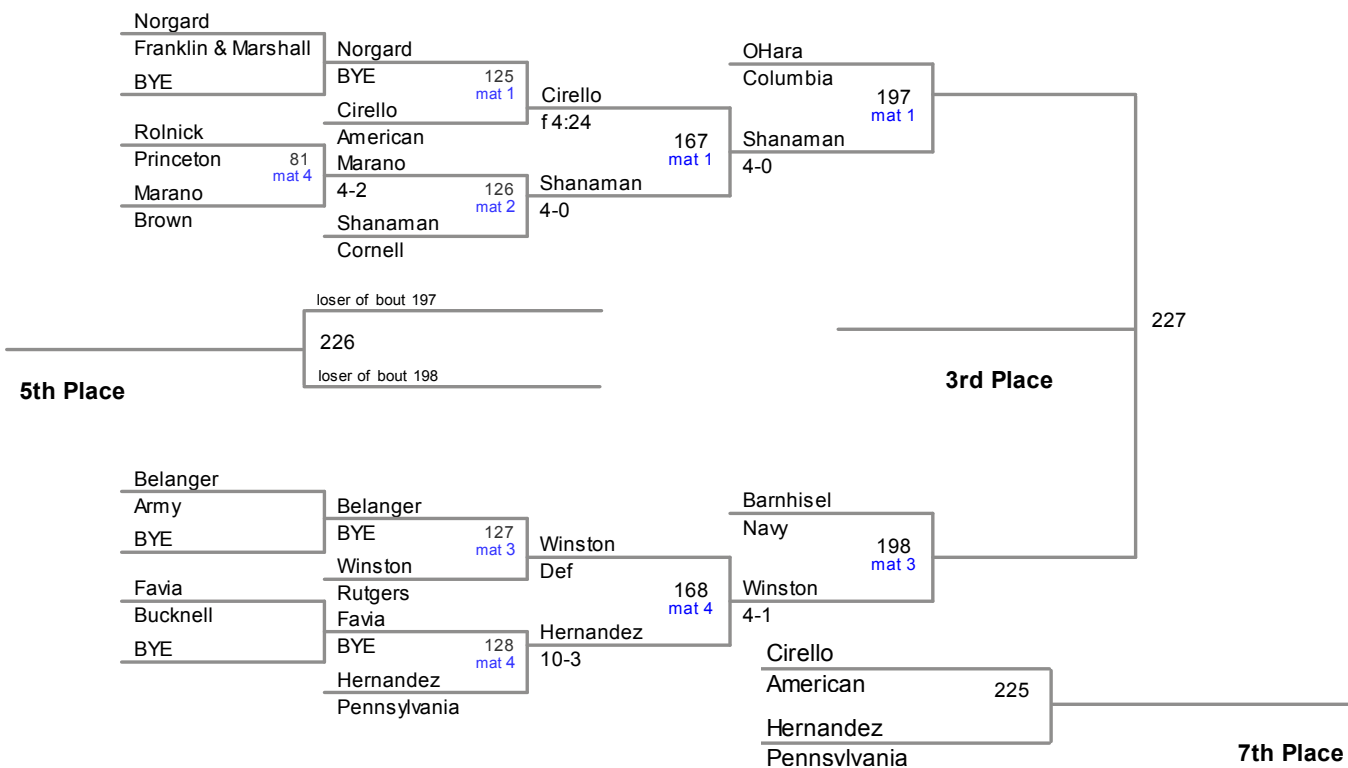 Norgard
Franklin & Marshall
BYE
Rolnick
Princeton
81
mat 4
Marano
Brown
Norgard
BYE
125
mat 1
Cirello
American
Marano
4-2
126
mat 2
Shanaman
Cornell
Cirello
f 4:24
167
mat 1
Shanaman
4-0
OHara
Columbia
197
mat 1
Shanaman
4-0
loser of bout 197
226
loser of bout 198
5th Place
227
3rd Place
Belanger
Army
BYE
Favia
Bucknell
BYE
Belanger
BYE
127
mat 3
Winston
Rutgers
Favia
BYE
128
mat 4
Hernandez
Pennsylvania
Winston
Def
168
mat 4
Hernandez
10-3
Barnhisel
Navy
198
mat 3
Winston
4-1
Cirello
American
225
Hernandez
Pennsylvania
7th Place